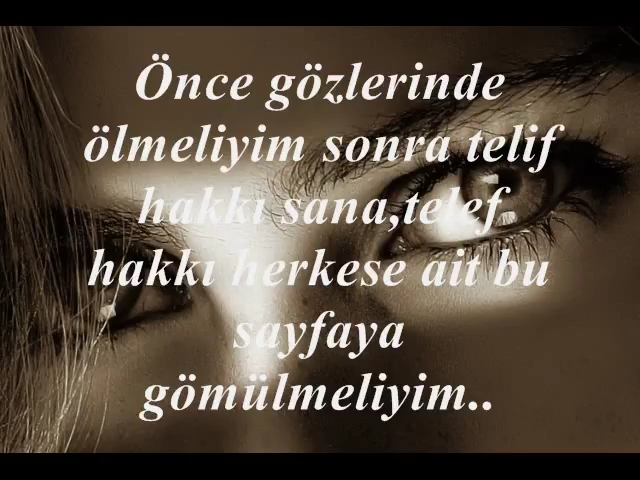 Önce gözlerinde
ölmeliyim sonra telif
hakkı sana,telef
hakkı herkese ait bu
sayfaya
gömülmeliyim..